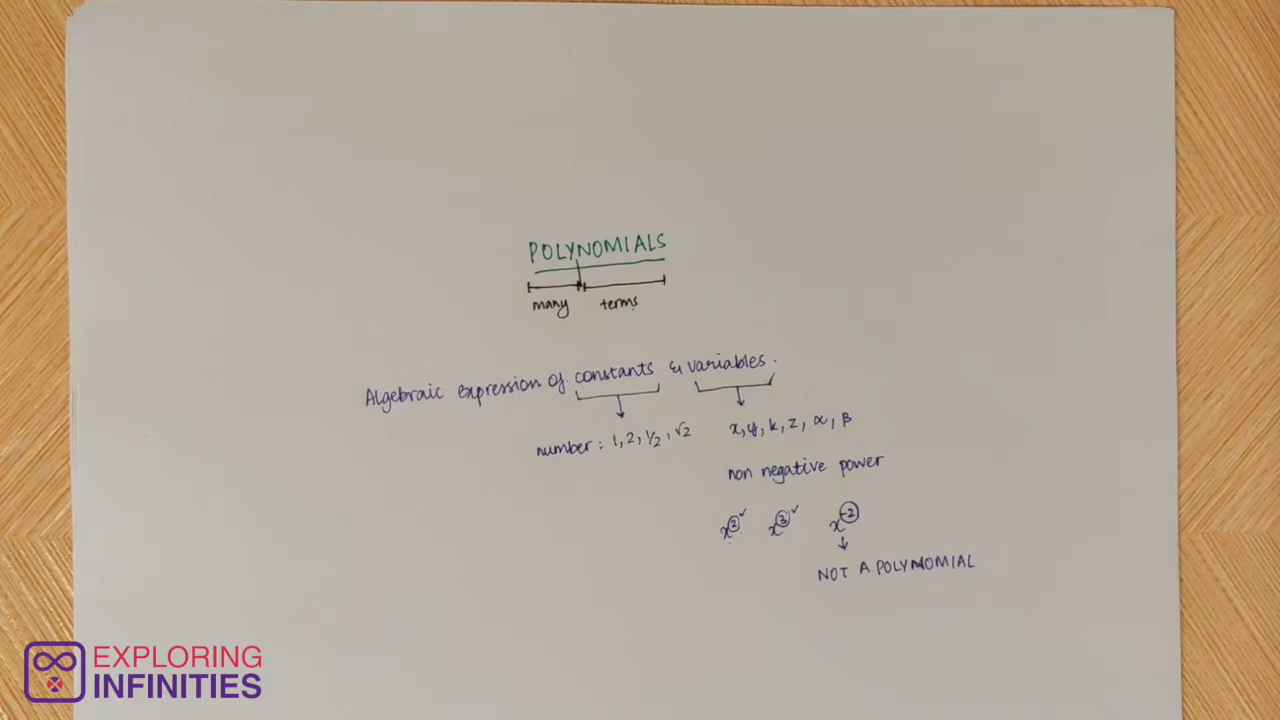 POLYNOMIALS
many terms
Algebraic expression of constants & variables.
number : 1, 2, 1/2, √2 x, y, k, z, α, β
non negative power
x² ✓ x³ ✓ x⁻²
NOT A POLYNOMIAL
EXPLORING
INFINITIES